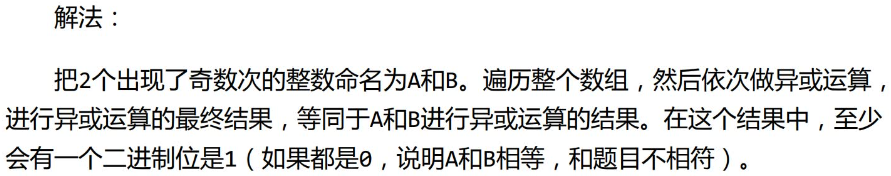 解法：
把2个出现了奇数次的整数命名为A和B。遍历整个数组，然后依次做异或运算，
进行异或运算的最终结果，等同于A和B进行异或运算的结果。在这个结果中，至少
会有一个二进制位是1（如果都是0，说明A和B相等，和题目不相符）。